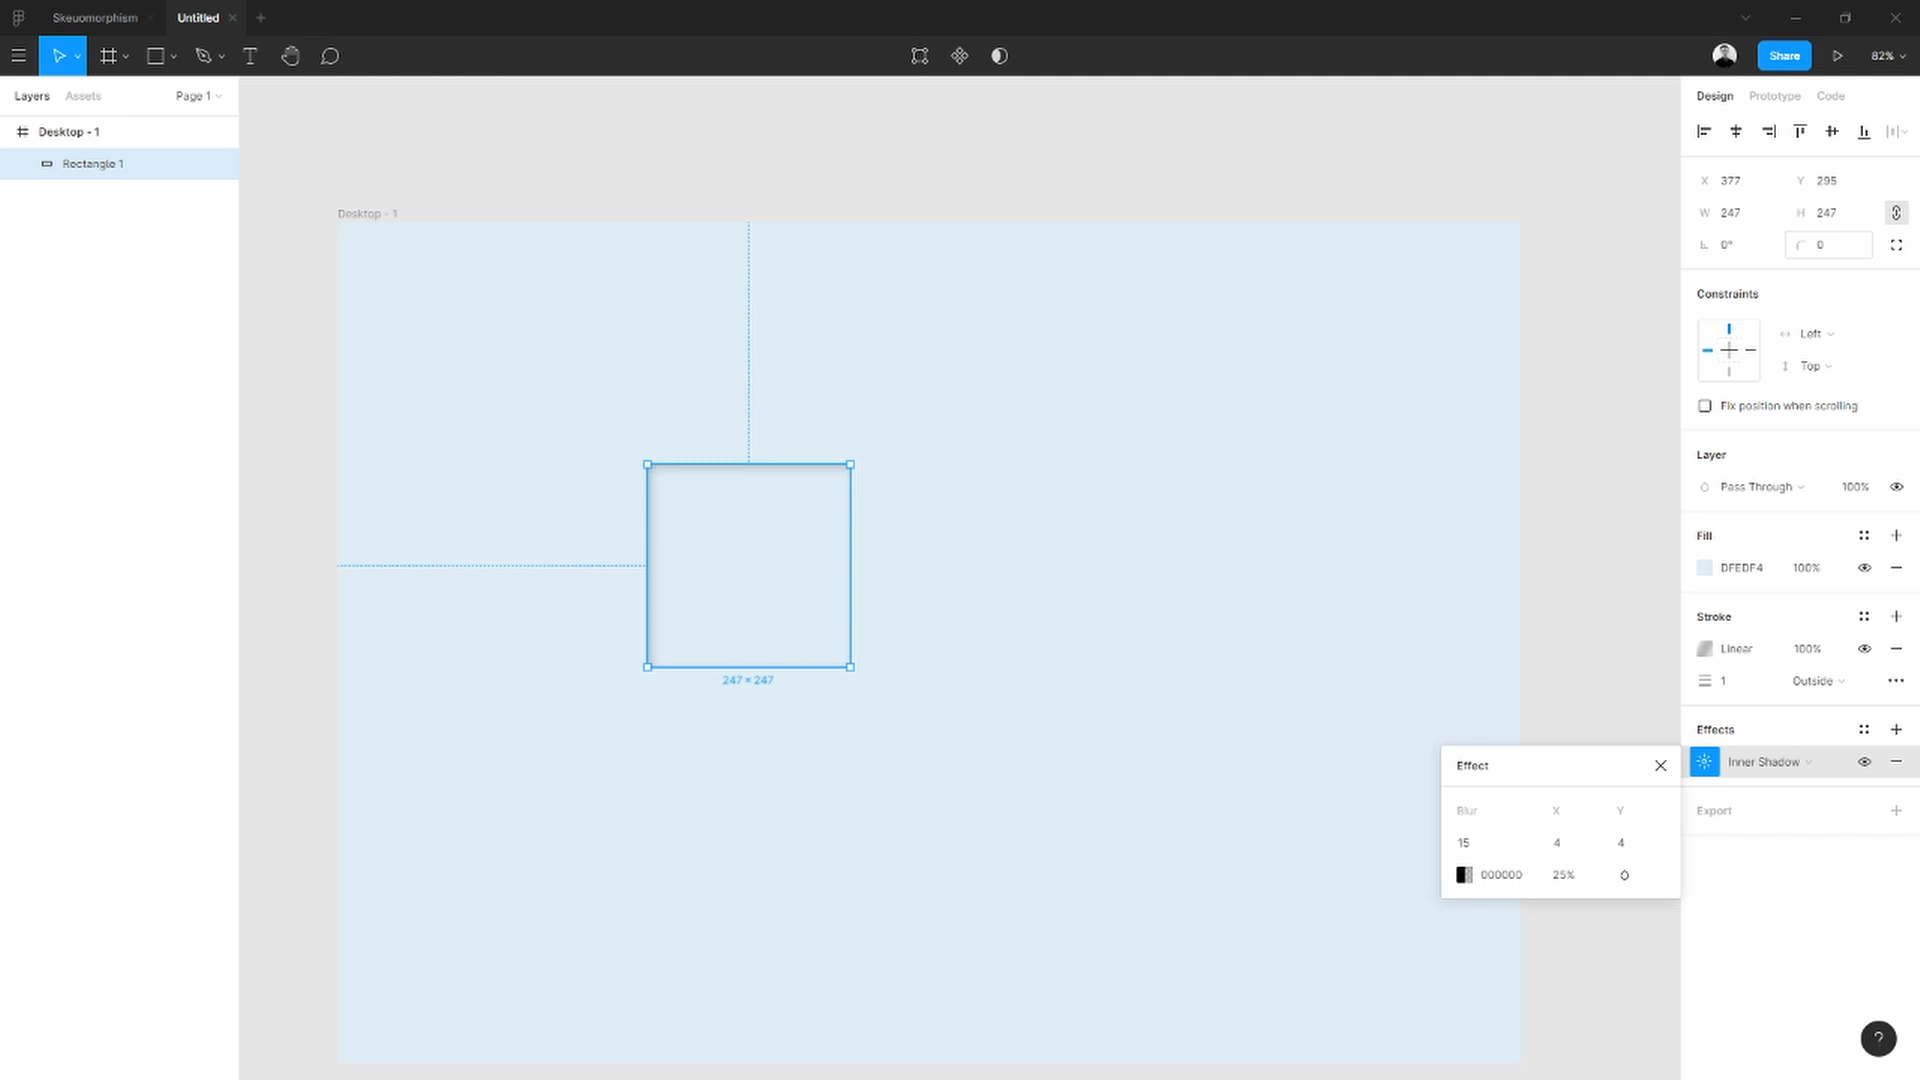 Skeuomorphism
Untitled
Share
82%
Layers
Assets
Page 1
Desktop - 1
Rectangle 1
Desktop - 1
247 × 247
Design
Prototype
Code
X 377 Y 295
W 247 H 247
0° 0
Constraints
Left
Top
Fix position when scrolling
Layer
Pass Through 100%
Fill
DFEDF4 100%
Stroke
Linear 100%
1 Outside
Effects
Inner Shadow
Export
Effect
Blur X Y
15 4 4
000000 25%
?